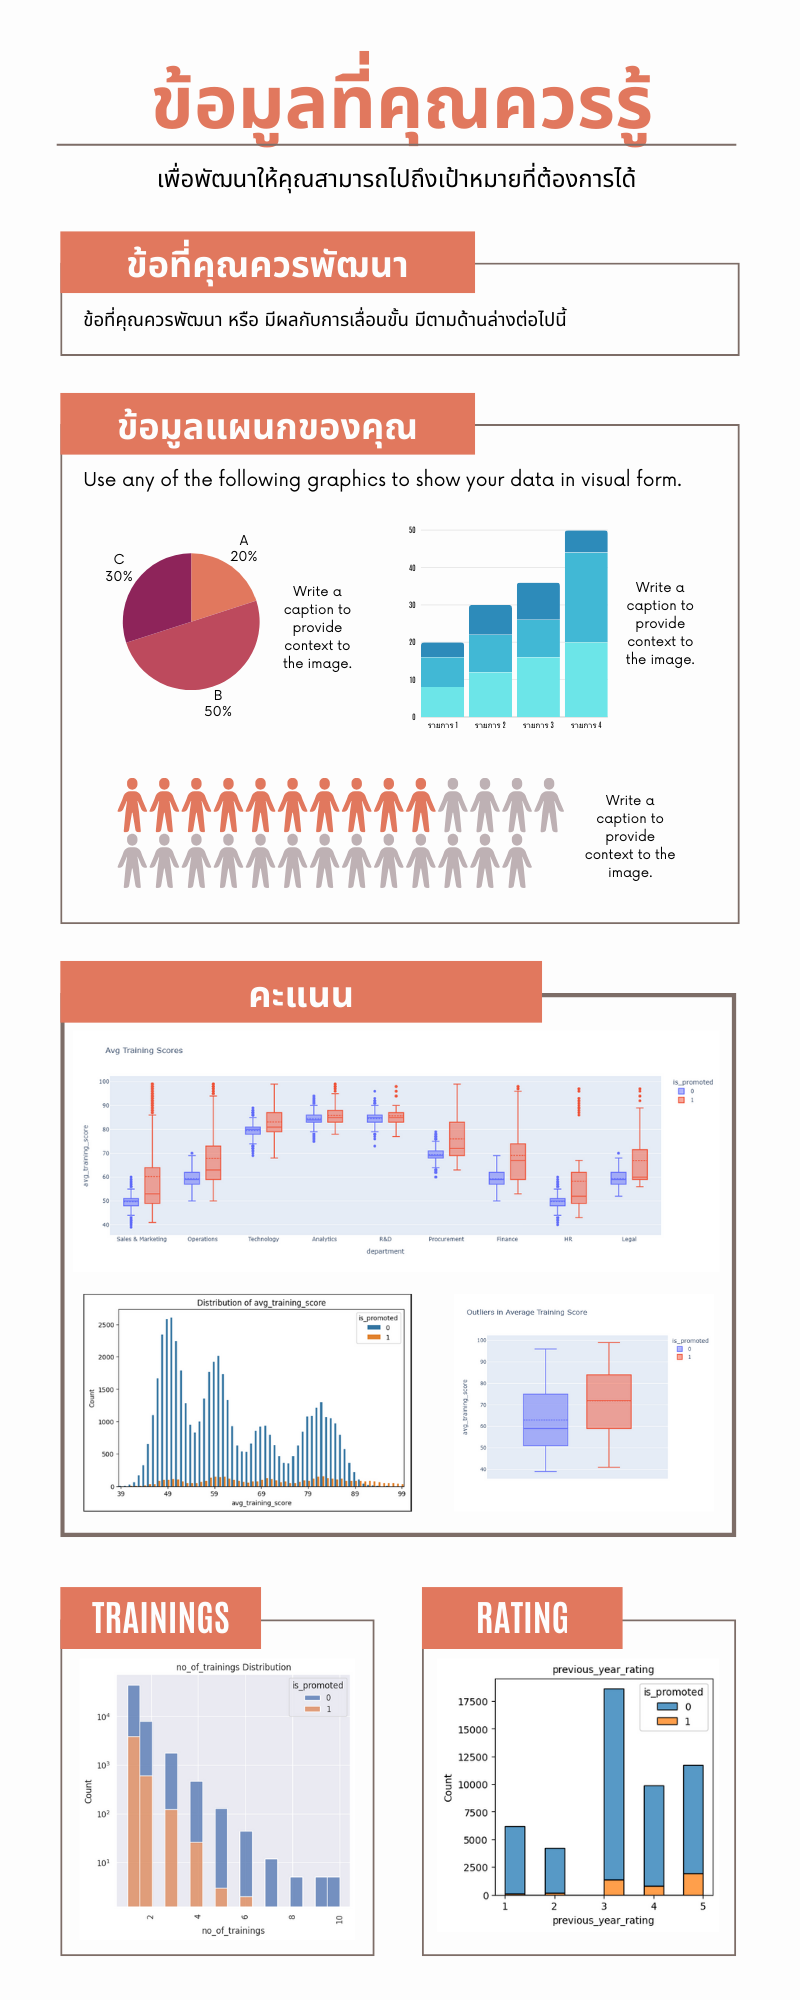 ข้อมูลที่คุณควรรู้
เพื่อพัฒนาให้คุณสามารถไปถึงเป้าหมายที่ต้องการได้
ข้อที่คุณควรพัฒนา
ข้อที่คุณควรพัฒนา หรือ มีผลกับการเลื่อนขั้น มีตามด้านล่างต่อไปนี้
ข้อมูลแผนกของคุณ
Use any of the following graphics to show your data in visual form.
A
20%
C
30%
B
50%
Write a
caption to
provide
context to
the image.
50
40
30
20
10
0
รายการ 1
รายการ 2
รายการ 3
รายการ 4
Write a
caption to
provide
context to
the image.
Write a
caption to
provide
context to the
image.
คะแนน
Avg Training Scores
is_promoted
0
1
avg_training_score
100
90
80
70
60
50
40
Sales & Marketing
Operations
Technology
Analytics
R&D
Procurement
Finance
HR
Legal
department
Distribution of avg_training_score
is_promoted
0
1
Count
2500
2000
1500
1000
500
0
39
49
59
69
79
89
99
avg_training_score
Outliers in Average Training Score
is_promoted
0
1
avg_training_score
100
90
80
70
60
50
40
TRAININGS
no_of_trainings Distribution
is_promoted
0
1
Count
10⁴
10³
10²
10¹
2
4
6
8
10
no_of_trainings
RATING
previous_year_rating
is_promoted
0
1
Count
17500
15000
12500
10000
7500
5000
2500
0
1
2
3
4
5
previous_year_rating